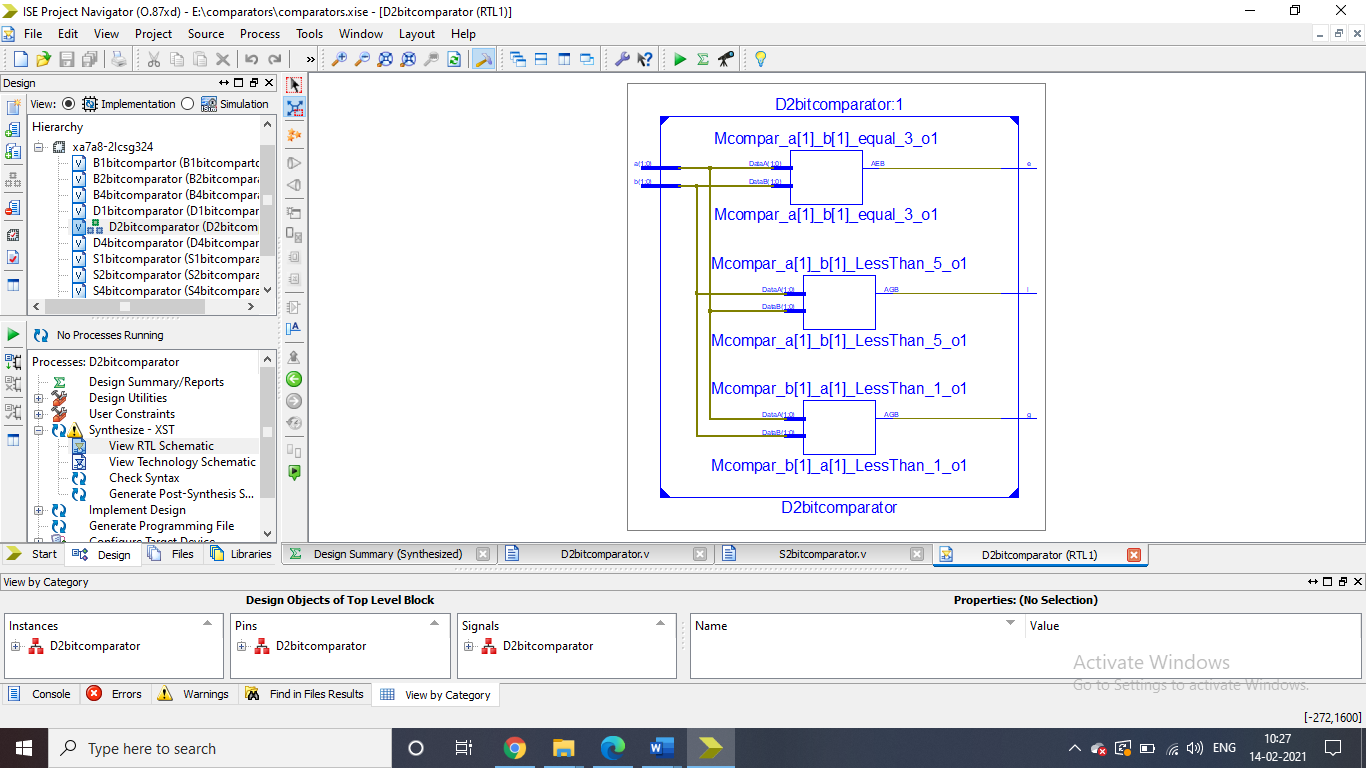 ISE Project Navigator (O.87xd) - E:\comparators\comparators.xise - [D2bitcomparator (RTL1)]
File Edit View Project Source Process Tools Window Layout Help
»
Design
View: Implementation Simulation
Hierarchy
xa7a8-2lcsg324
B1bitcompartor (B1bitcomparto
B2bitcomparator (B2bitcompar
B4bitcomparator (B4bitcompar
D1bitcomparator (D1bitcompar
D2bitcomparator (D2bitcom
D4bitcomparator (D4bitcompar
S1bitcomparator (S1bitcompara
S2bitcomparator (S2bitcompara
S4bitcomparator (S4bitcompara
No Processes Running
Processes: D2bitcomparator
Design Summary/Reports
Design Utilities
User Constraints
Synthesize - XST
View RTL Schematic
View Technology Schematic
Check Syntax
Generate Post-Synthesis S...
Implement Design
Generate Programming File
Configure Target Device
Start Design Files Libraries
D2bitcomparator:1
Mcompar_a[1]_b[1]_equal_3_o1
a(1:0) DataA(1:0) AEB e
b(1:0) DataB(1:0)
Mcompar_a[1]_b[1]_equal_3_o1
Mcompar_a[1]_b[1]_LessThan_5_o1
DataA(1:0) AGB l
DataB(1:0)
Mcompar_a[1]_b[1]_LessThan_5_o1
Mcompar_b[1]_a[1]_LessThan_1_o1
DataA(1:0) AGB g
DataB(1:0)
Mcompar_b[1]_a[1]_LessThan_1_o1
D2bitcomparator
Design Summary (Synthesized) D2bitcomparator.v S2bitcomparator.v D2bitcomparator (RTL1)
View by Category
Design Objects of Top Level Block Properties: (No Selection)
Instances Pins Signals Name Value
D2bitcomparator D2bitcomparator D2bitcomparator
Activate Windows
Go to Settings to activate Windows.
Console Errors Warnings Find in Files Results View by Category
[-272,1600]
Type here to search
ENG
10:27
14-02-2021